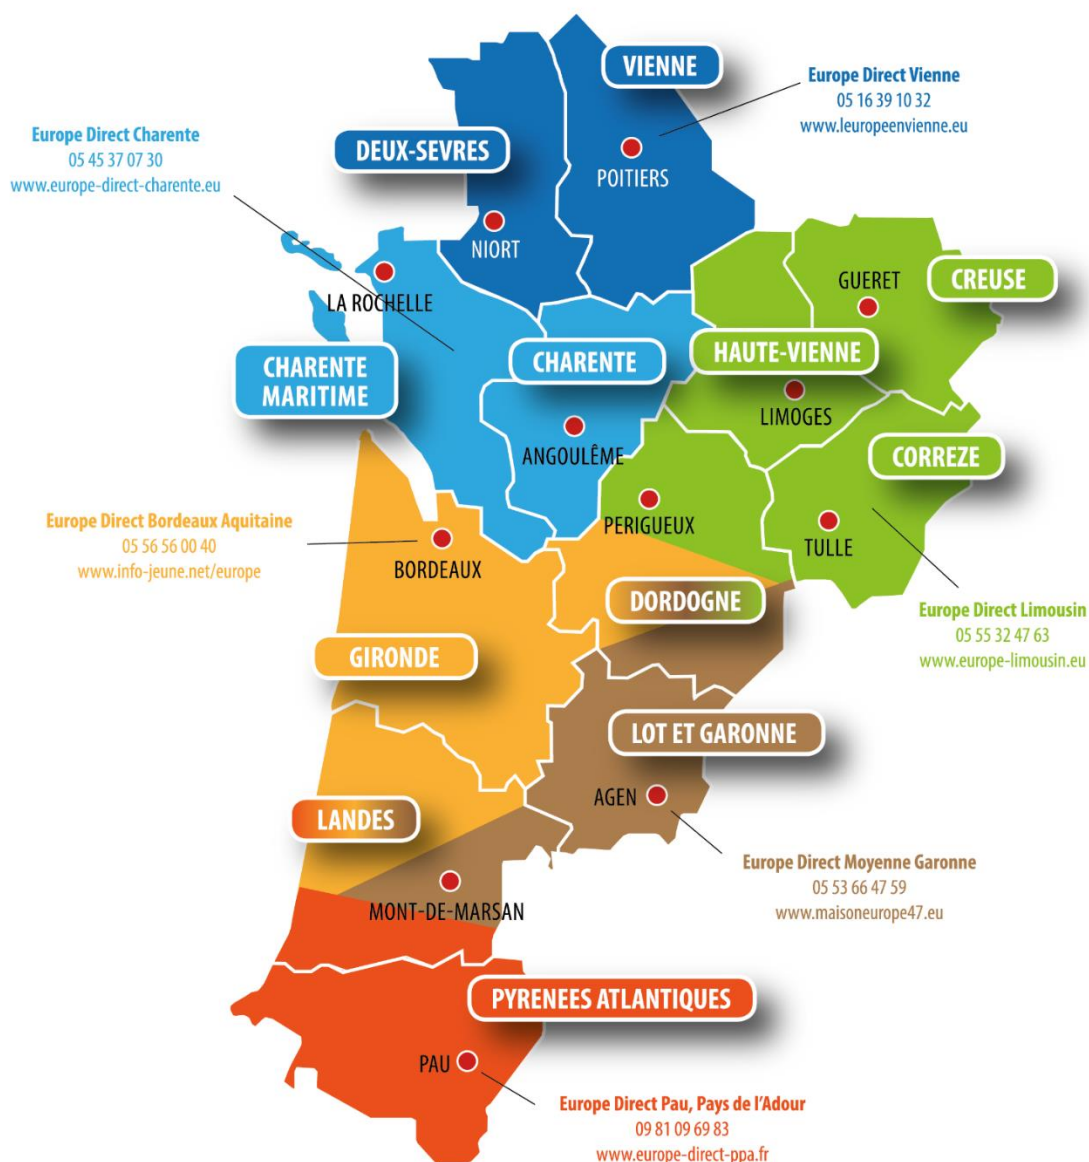 VIENNE
Europe Direct Vienne
05 16 39 10 32
www.leuropeenvienne.eu
Europe Direct Charente
05 45 37 07 30
www.europe-direct-charente.eu
DEUX-SEVRES
POITIERS
NIORT
LA ROCHELLE
GUERET
CREUSE
CHARENTE
MARITIME
CHARENTE
HAUTE-VIENNE
LIMOGES
ANGOULÊME
CORREZE
Europe Direct Bordeaux Aquitaine
05 56 56 00 40
www.info-jeune.net/europe
BORDEAUX
PERIGUEUX
TULLE
DORDOGNE
Europe Direct Limousin
05 55 32 47 63
www.europe-limousin.eu
GIRONDE
LOT ET GARONNE
AGEN
LANDES
Europe Direct Moyenne Garonne
05 53 66 47 59
www.maisoneurope47.eu
MONT-DE-MARSAN
PYRENEES ATLANTIQUES
PAU
Europe Direct Pau, Pays de l'Adour
09 81 09 69 83
www.europe-direct-ppa.fr